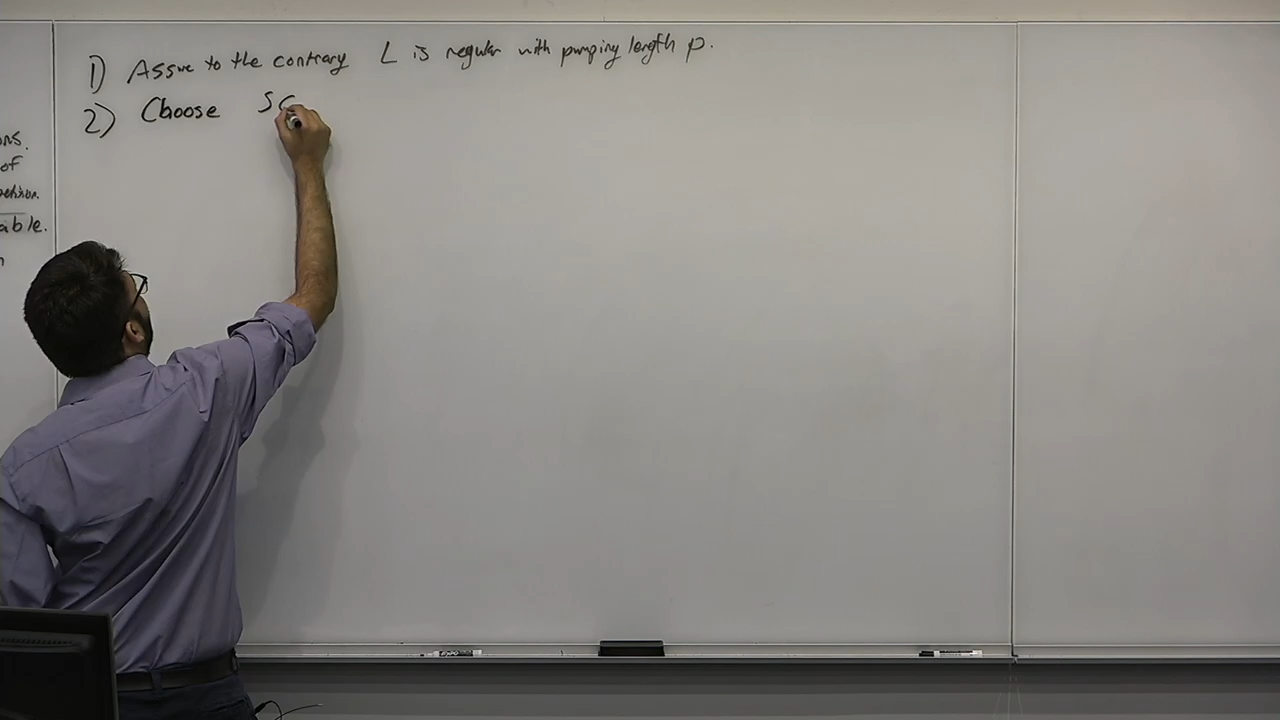 ons.
of
able.
1) Assue to the contrary L is regular with pumping length p.
2) Choose s